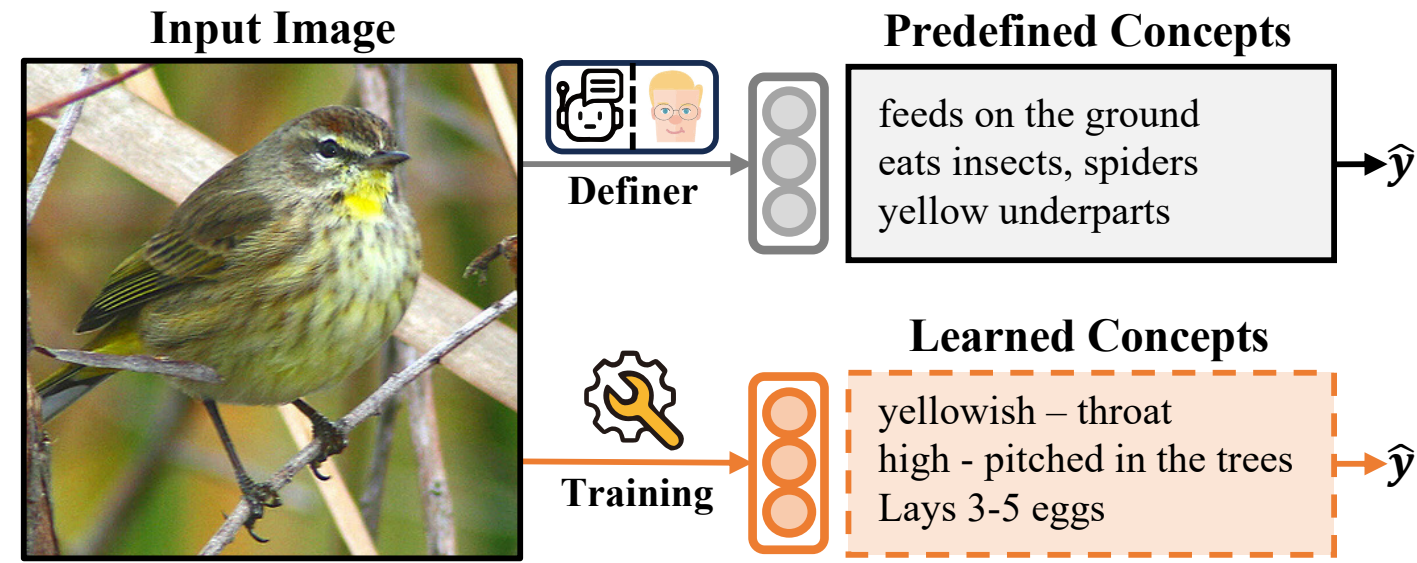 Input Image
Predefined Concepts
Definer
feeds on the ground
eats insects, spiders
yellow underparts
ŷ
Learned Concepts
Training
yellowish – throat
high - pitched in the trees
Lays 3-5 eggs
ŷ